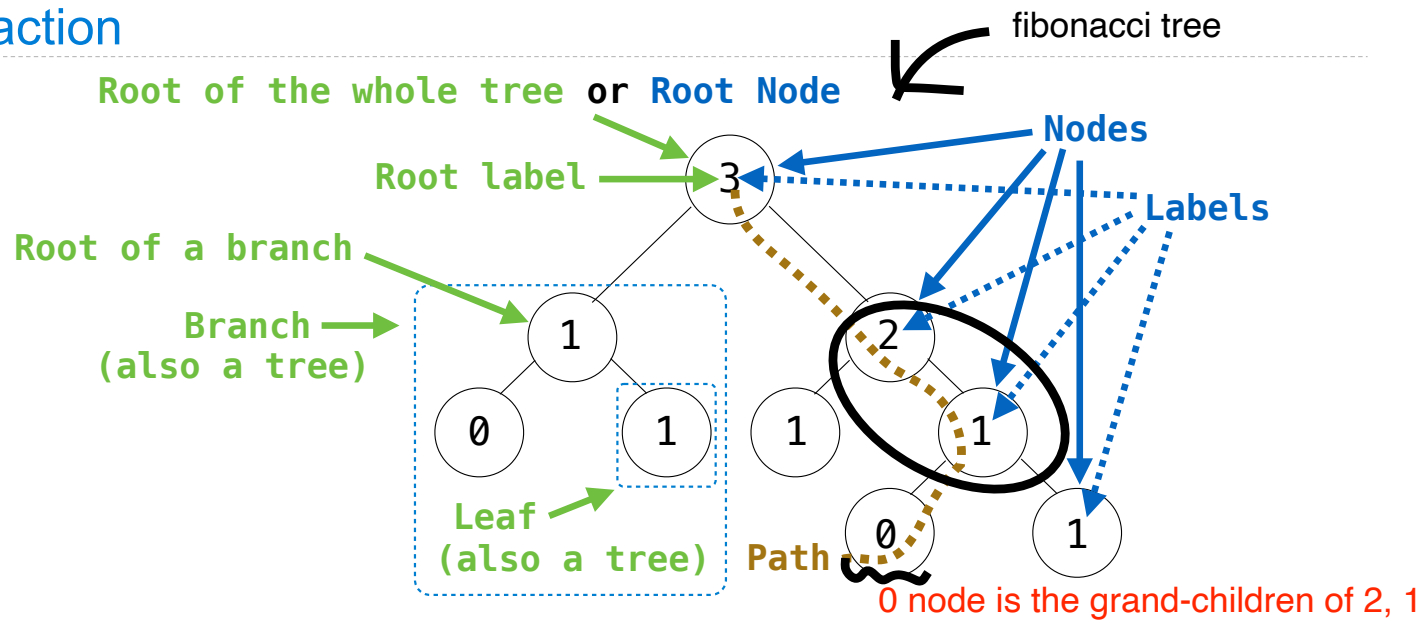 action
fibonacci tree
Root of the whole tree or Root Node
Nodes
Root label
3
Labels
Root of a branch
Branch
(also a tree)
1
2
0
1
1
1
Leaf
(also a tree)
Path
0
1
0 node is the grand-children of 2, 1